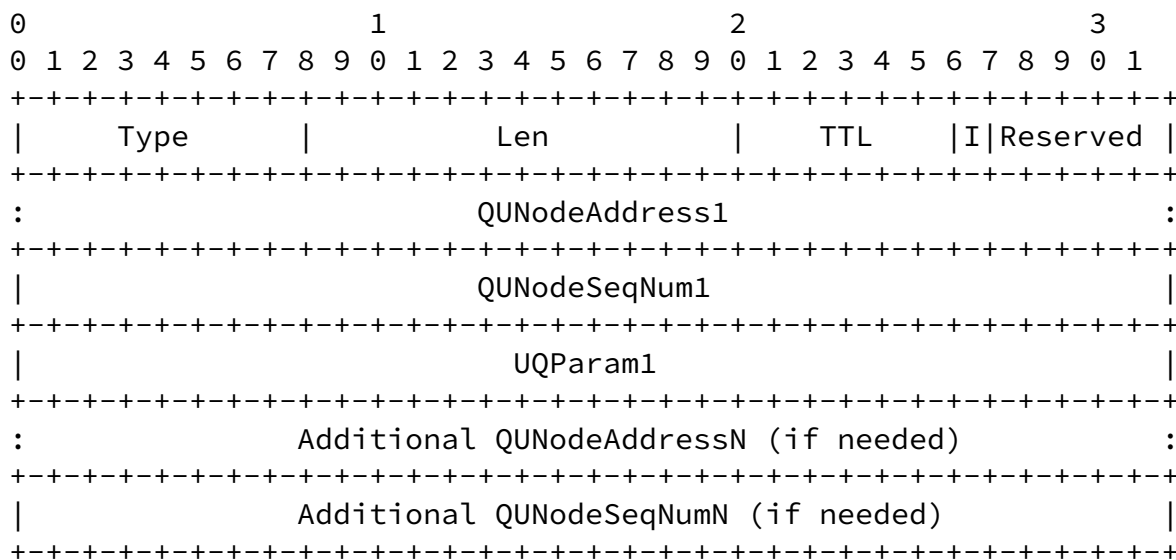 0                   1                   2                   3
0 1 2 3 4 5 6 7 8 9 0 1 2 3 4 5 6 7 8 9 0 1 2 3 4 5 6 7 8 9 0 1
+-+-+-+-+-+-+-+-+-+-+-+-+-+-+-+-+-+-+-+-+-+-+-+-+-+-+-+-+-+-+-+-+
|     Type      |          Len          |    TTL    |I|Reserved |
+-+-+-+-+-+-+-+-+-+-+-+-+-+-+-+-+-+-+-+-+-+-+-+-+-+-+-+-+-+-+-+-+
:                         QUNodeAddress1                        :
+-+-+-+-+-+-+-+-+-+-+-+-+-+-+-+-+-+-+-+-+-+-+-+-+-+-+-+-+-+-+-+-+
|                         QUNodeSeqNum1                         |
+-+-+-+-+-+-+-+-+-+-+-+-+-+-+-+-+-+-+-+-+-+-+-+-+-+-+-+-+-+-+-+-+
|                           UQParam1                            |
+-+-+-+-+-+-+-+-+-+-+-+-+-+-+-+-+-+-+-+-+-+-+-+-+-+-+-+-+-+-+-+-+
:               Additional QUNodeAddressN (if needed)           :
+-+-+-+-+-+-+-+-+-+-+-+-+-+-+-+-+-+-+-+-+-+-+-+-+-+-+-+-+-+-+-+-+
|               Additional QUNodeSeqNumN (if needed)            |
+-+-+-+-+-+-+-+-+-+-+-+-+-+-+-+-+-+-+-+-+-+-+-+-+-+-+-+-+-+-+-+-+